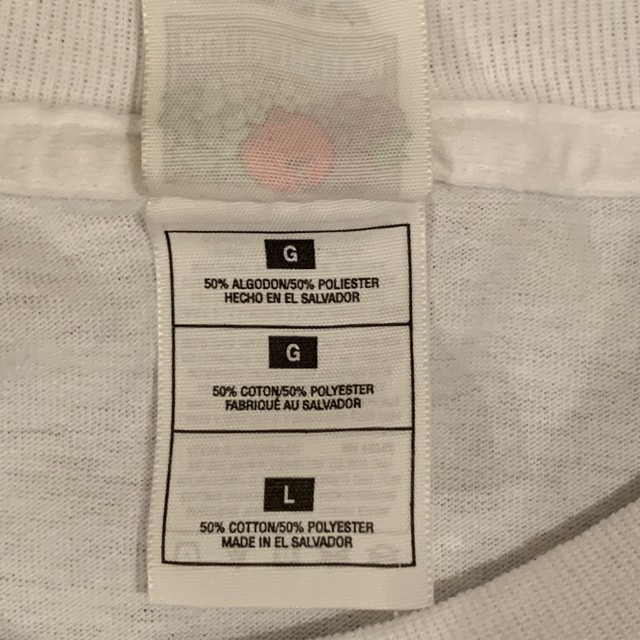 G
50% ALGODON/50% POLIESTER
HECHO EN EL SALVADOR
G
50% COTON/50% POLYESTER
FABRIQUÉ AU SALVADOR
L
50% COTTON/50% POLYESTER
MADE IN EL SALVADOR